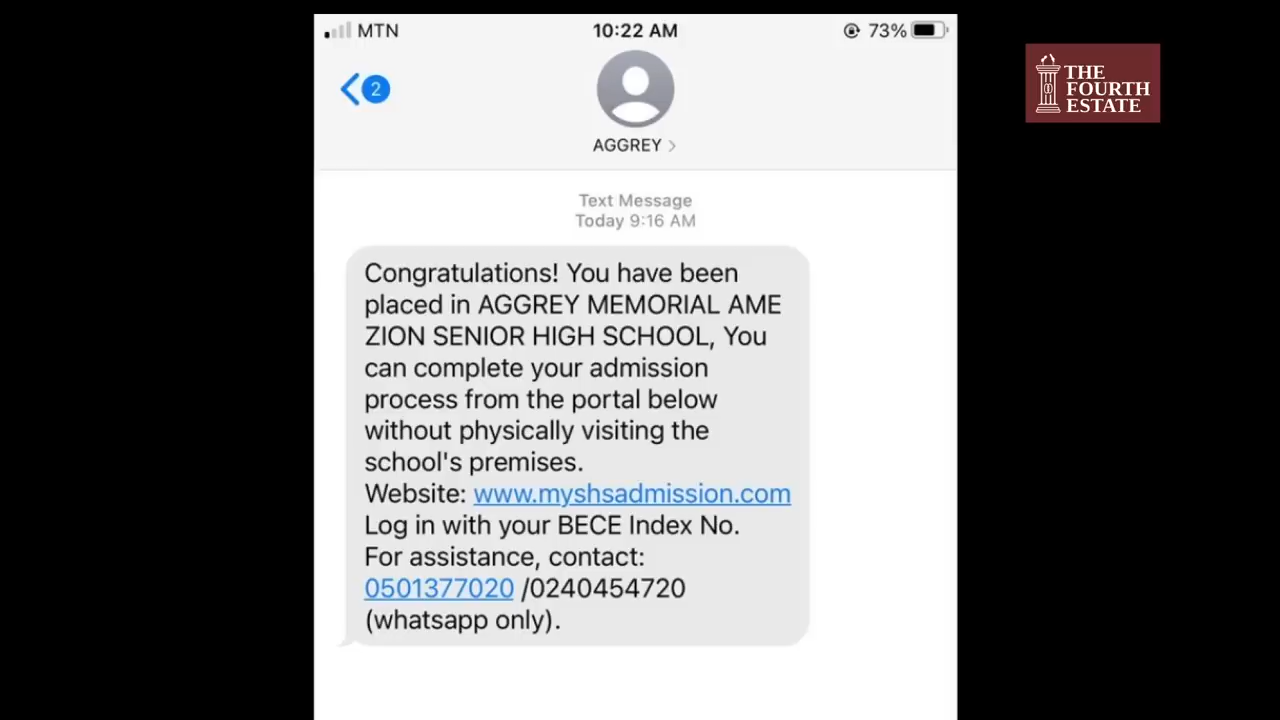 MTN
10:22 AM
73%
2
AGGREY >
Text Message
Today 9:16 AM
Congratulations! You have been
placed in AGGREY MEMORIAL AME
ZION SENIOR HIGH SCHOOL, You
can complete your admission
process from the portal below
without physically visiting the
school's premises.
Website: www.myshsadmission.com
Log in with your BECE Index No.
For assistance, contact:
0501377020 /0240454720
(whatsapp only).
THE
FOURTH
ESTATE